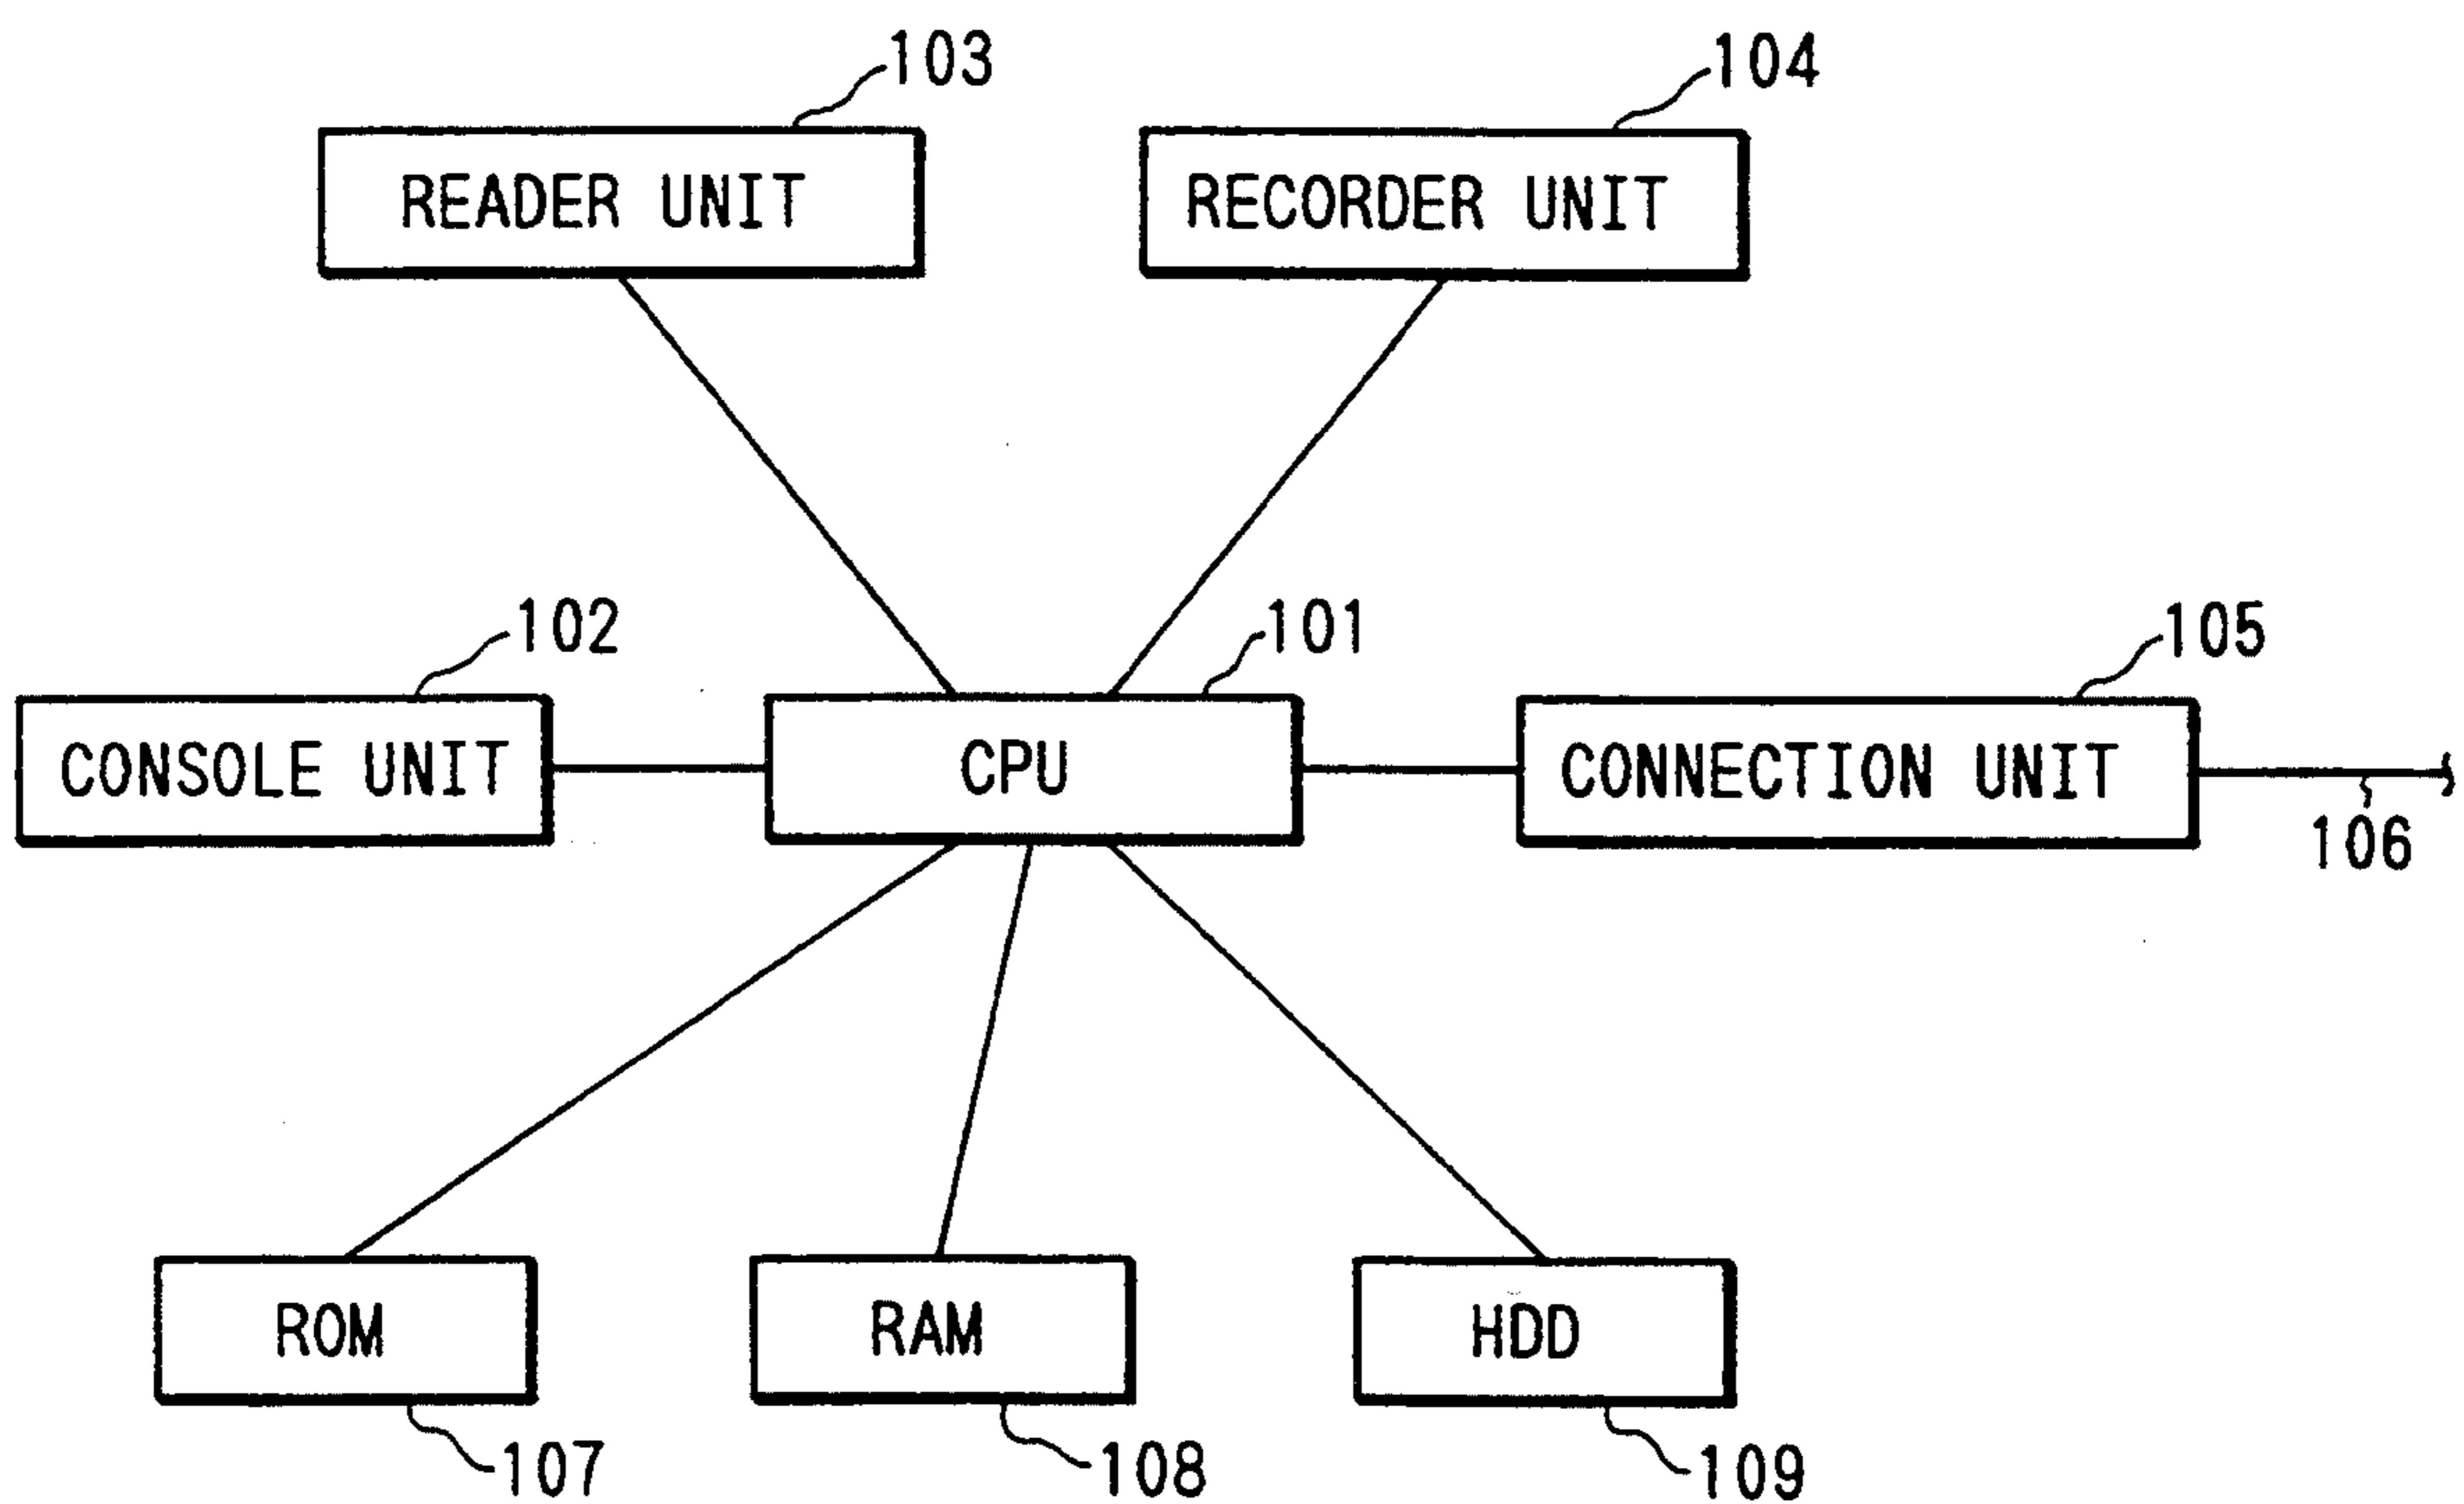 103
104
READER UNIT
RECORDER UNIT
102
101
105
CONSOLE UNIT
CPU
CONNECTION UNIT
106
ROM
RAM
HDD
107
108
109